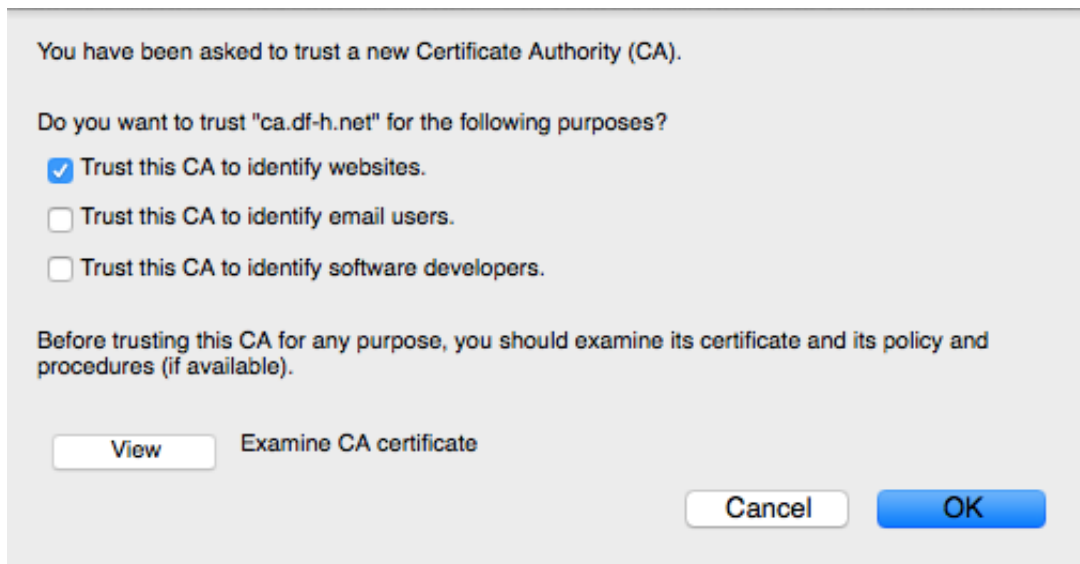 You have been asked to trust a new Certificate Authority (CA).
Do you want to trust "ca.df-h.net" for the following purposes?
Trust this CA to identify websites.
Trust this CA to identify email users.
Trust this CA to identify software developers.
Before trusting this CA for any purpose, you should examine its certificate and its policy and
procedures (if available).
View Examine CA certificate
Cancel OK